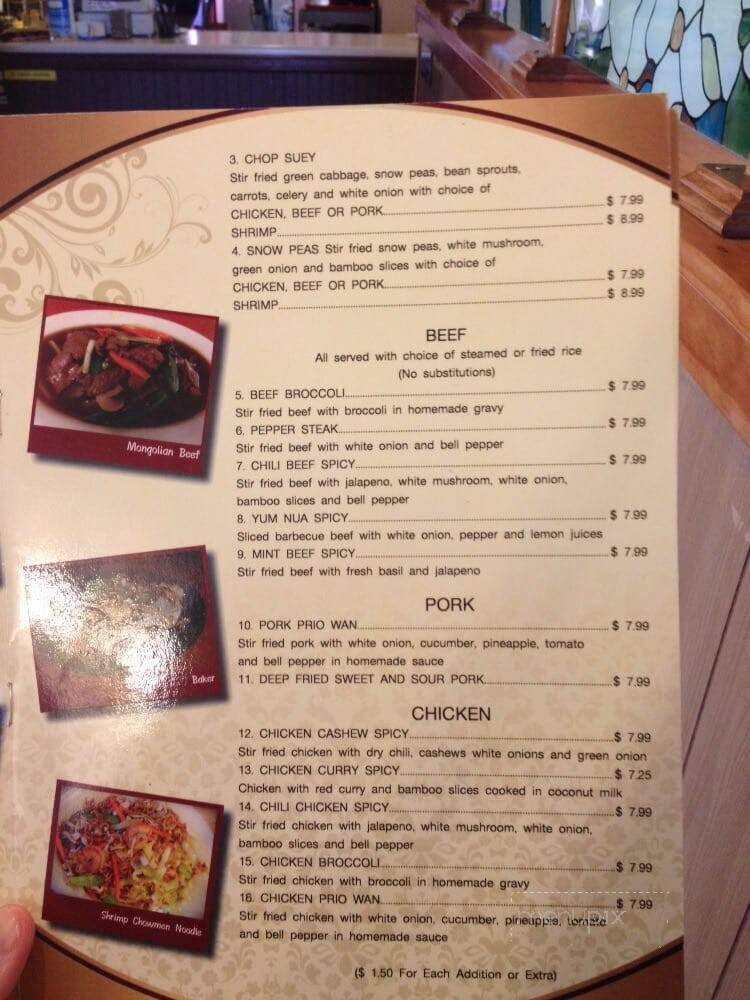 3. CHOP SUEY
Stir fried green cabbage, snow peas, bean sprouts,
carrots, celery and white onion with choice of
CHICKEN, BEEF OR PORK $ 7.99
SHRIMP $ 8.99
4. SNOW PEAS Stir fried snow peas, white mushroom,
green onion and bamboo slices with choice of
CHICKEN, BEEF OR PORK $ 7.99
SHRIMP $ 8.99
BEEF
All served with choice of steamed or fried rice
(No substitutions)
5. BEEF BROCCOLI $ 7.99
Stir fried beef with broccoli in homemade gravy
6. PEPPER STEAK $ 7.99
Stir fried beef with white onion and bell pepper
7. CHILI BEEF SPICY $ 7.99
Stir fried beef with jalapeno, white mushroom, white onion,
bamboo slices and bell pepper
8. YUM NUA SPICY $ 7.99
Sliced barbecue beef with white onion, pepper and lemon juices
9. MINT BEEF SPICY $ 7.99
Stir fried beef with fresh basil and jalapeno
PORK
10. PORK PRIO WAN $ 7.99
Stir fried pork with white onion, cucumber, pineapple, tomato
and bell pepper in homemade sauce
11. DEEP FRIED SWEET AND SOUR PORK $ 7.99
CHICKEN
12. CHICKEN CASHEW SPICY $ 7.99
Stir fried chicken with dry chili, cashews white onions and green onion
13. CHICKEN CURRY SPICY $ 7.25
Chicken with red curry and bamboo slices cooked in coconut milk
14. CHILI CHICKEN SPICY $ 7.99
Stir fried chicken with jalapeno, white mushroom, white onion,
bamboo slices and bell pepper
15. CHICKEN BROCCOLI $ 7.99
Stir fried chicken with broccoli in homemade gravy
16. CHICKEN PRIO WAN $ 7.99
Stir fried chicken with white onion, cucumber, pineapple, tomato
and bell pepper in homemade sauce
($ 1.50 For Each Addition or Extra)
Mongolian Beef
Baker
Shrimp Chowmen Noodle
menupix